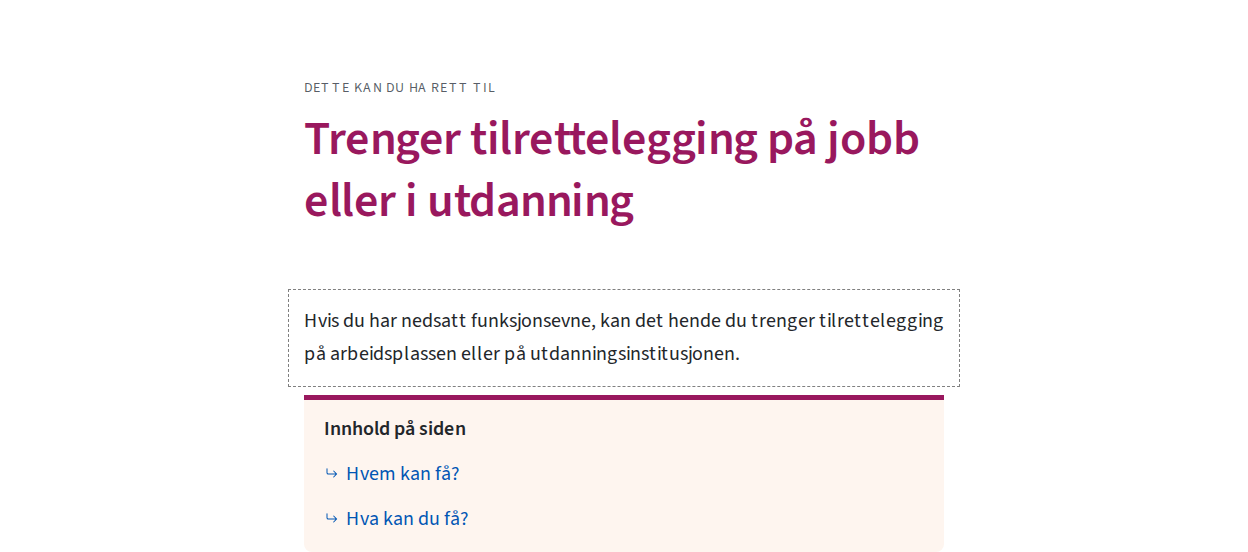 DETTE KAN DU HA RETT TIL
Trenger tilrettelegging på jobb
eller i utdanning
Hvis du har nedsatt funksjonsevne, kan det hende du trenger tilrettelegging
på arbeidsplassen eller på utdanningsinstitusjonen.
Innhold på siden
Hvem kan få?
Hva kan du få?